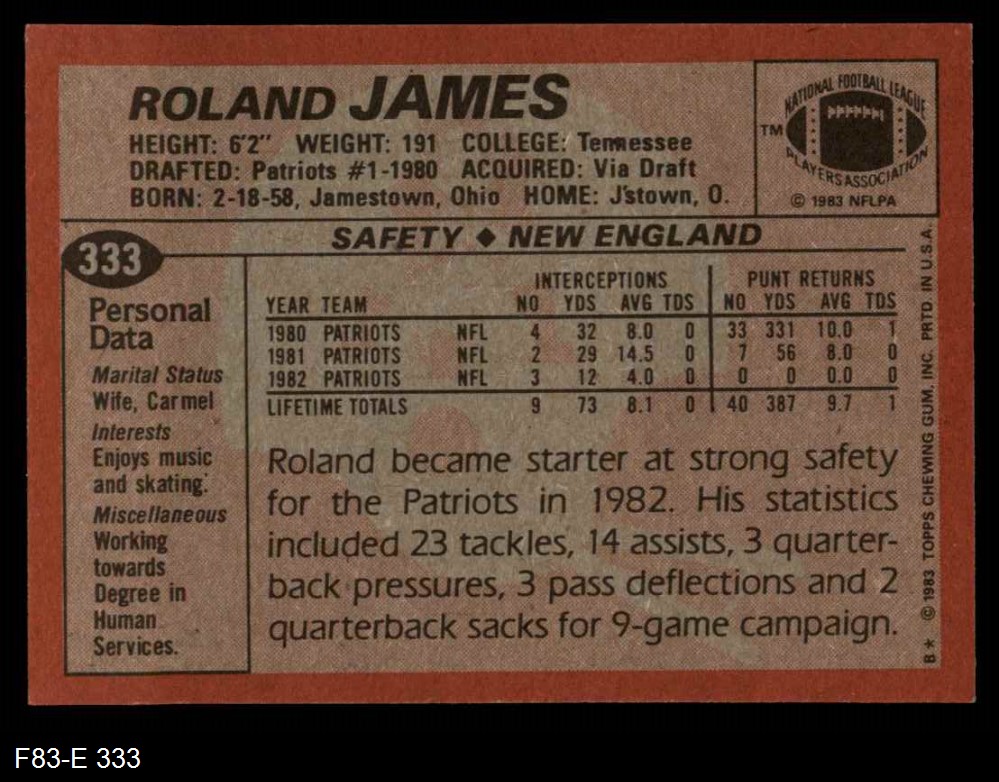 ROLAND JAMES
HEIGHT: 6'2" WEIGHT: 191 COLLEGE: Tennessee
DRAFTED: Patriots #1-1980 ACQUIRED: Via Draft
BORN: 2-18-58, Jamestown, Ohio HOME: J'stown, O.
NATIONAL FOOTBALL LEAGUE
TM
PLAYERS ASSOCIATION
© 1983 NFLPA
333
SAFETY ♦ NEW ENGLAND
Personal
Data
Marital Status
Wife, Carmel
Interests
Enjoys music
and skating.
Miscellaneous
Working
towards
Degree in
Human
Services.
INTERCEPTIONS PUNT RETURNS
YEAR TEAM NO YDS AVG TDS NO YDS AVG TDS
1980 PATRIOTS NFL 4 32 8.0 0 33 331 10.0 1
1981 PATRIOTS NFL 2 29 14.5 0 7 56 8.0 0
1982 PATRIOTS NFL 3 12 4.0 0 0 0 0.0 0
LIFETIME TOTALS 9 73 8.1 0 40 387 9.7 1
Roland became starter at strong safety
for the Patriots in 1982. His statistics
included 23 tackles, 14 assists, 3 quarter-
back pressures, 3 pass deflections and 2
quarterback sacks for 9-game campaign.
B* © 1983 TOPPS CHEWING GUM, INC. PRTD. IN U.S.A.
F83-E 333